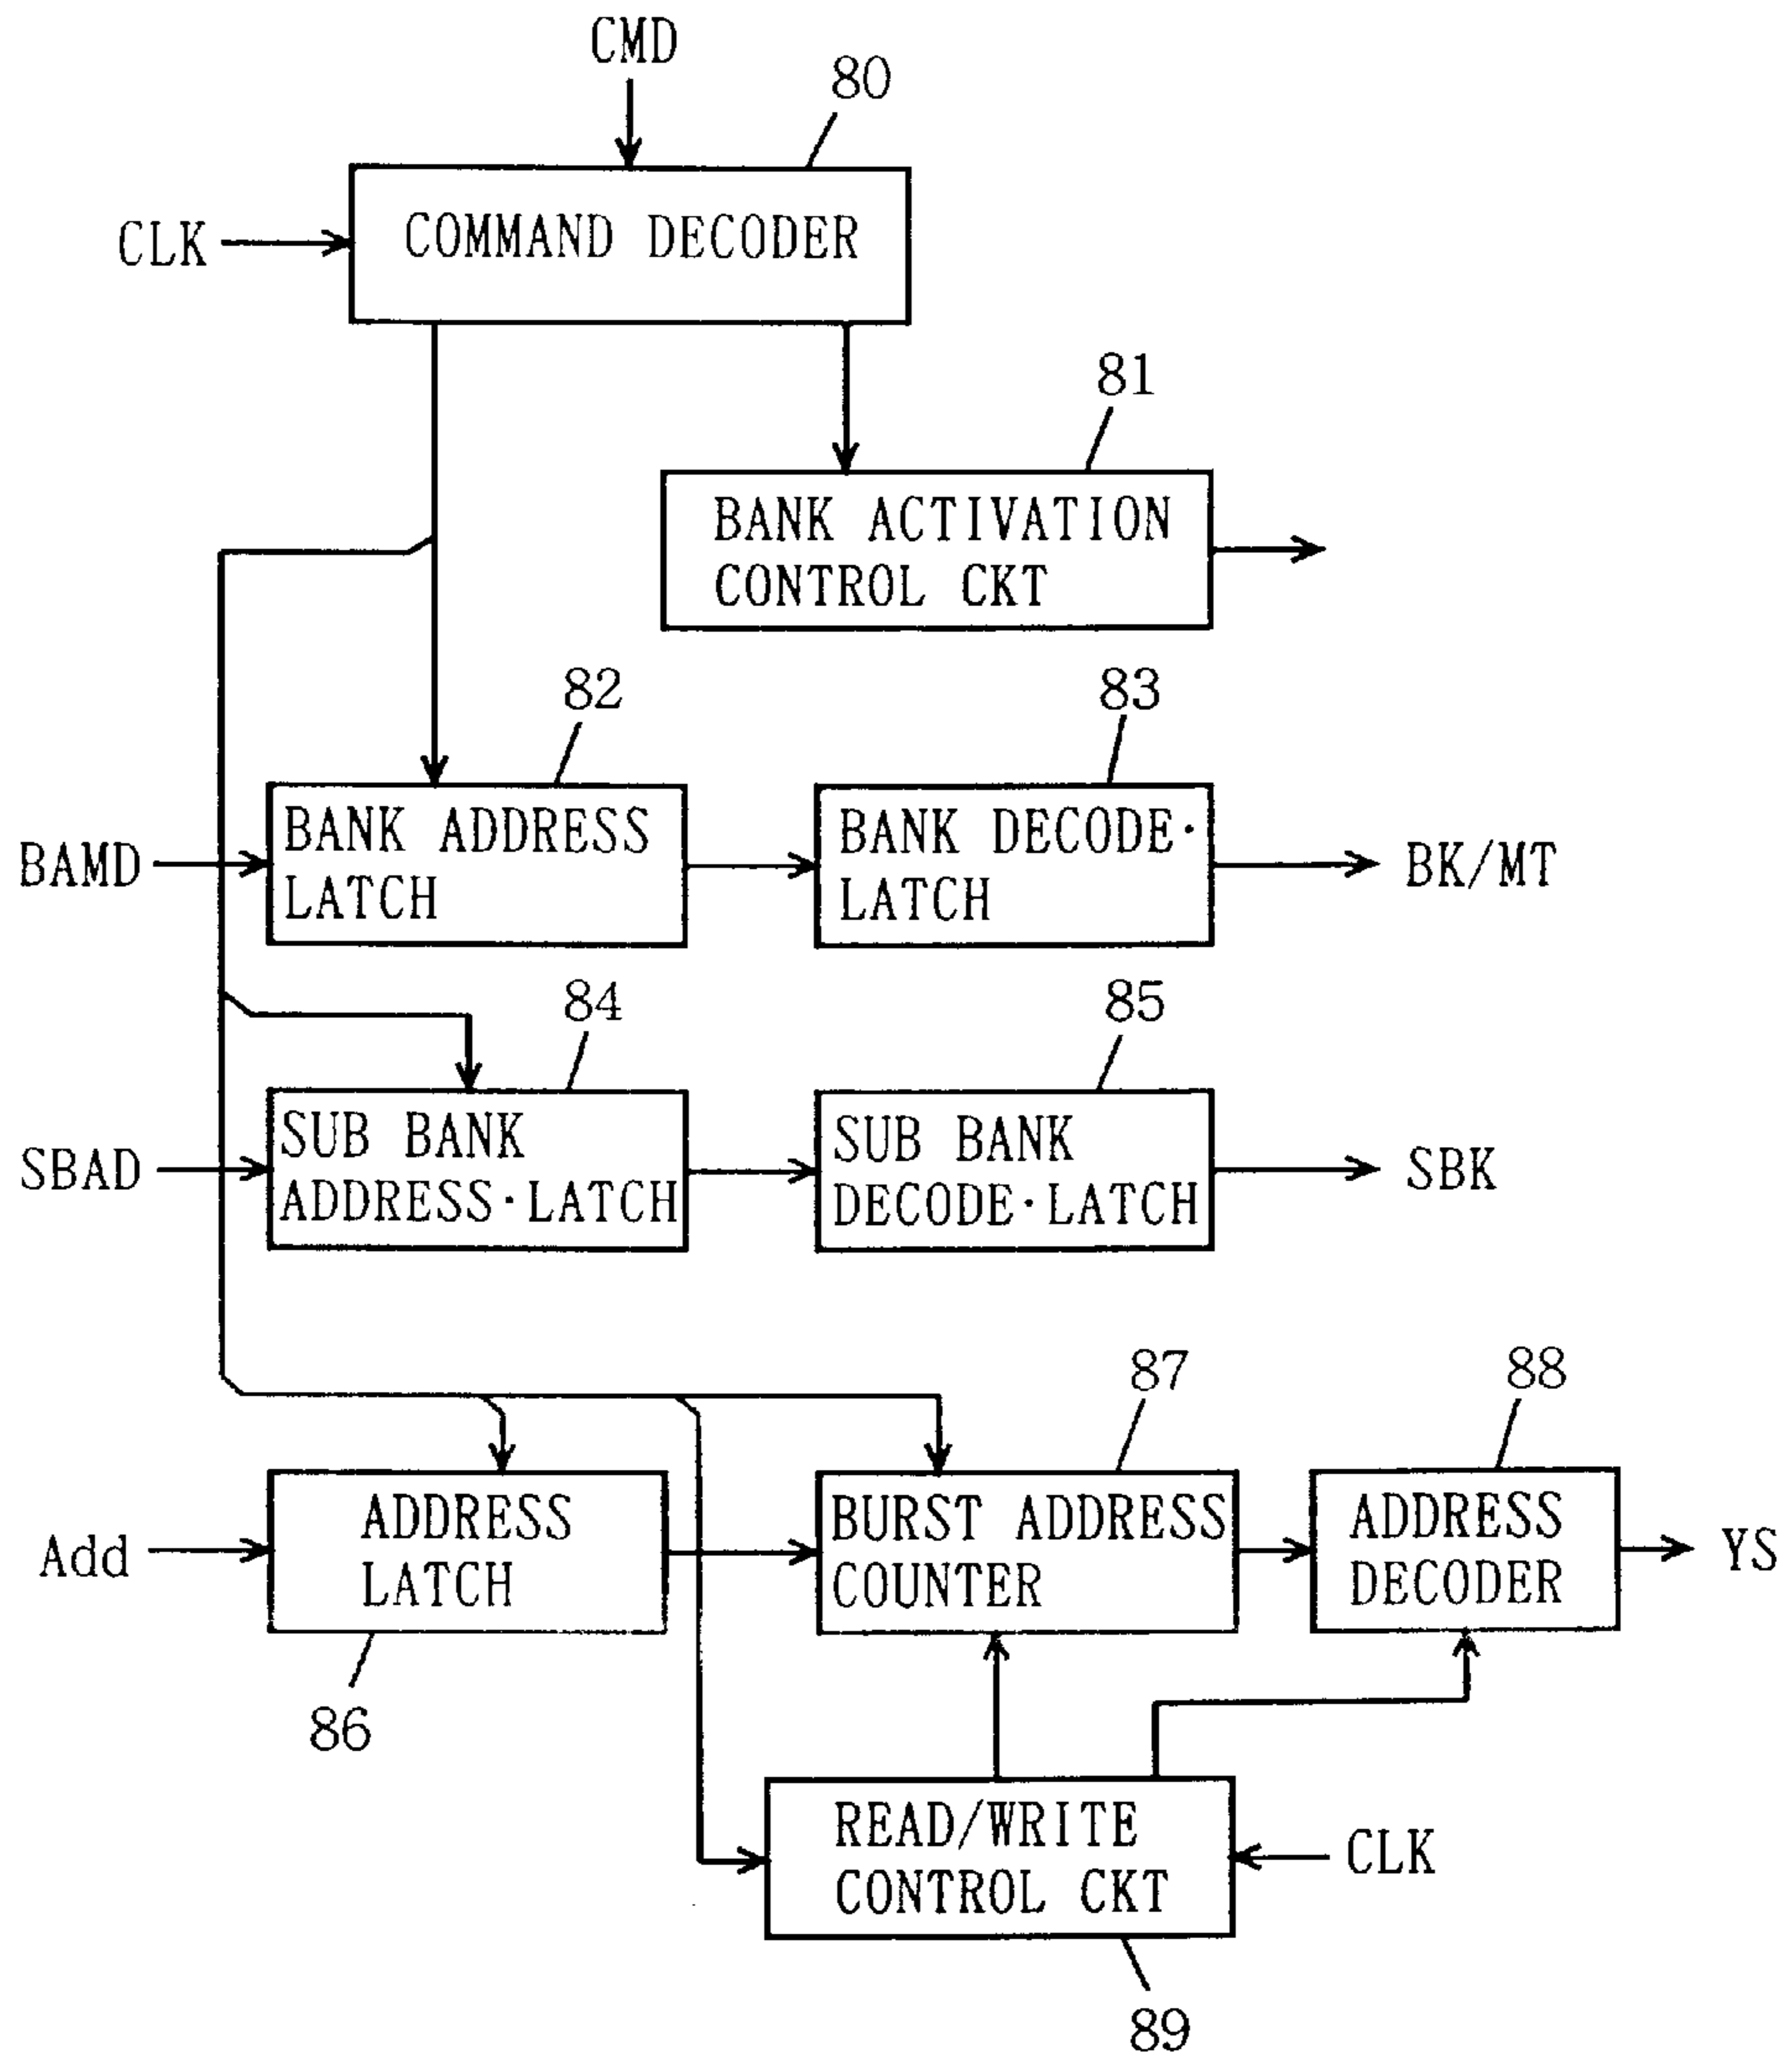 CMD
80
CLK
COMMAND DECODER
81
BANK ACTIVATION
CONTROL CKT
82
83
BAMD
BANK ADDRESS
LATCH
BANK DECODE·
LATCH
BK/MT
84
85
SBAD
SUB BANK
ADDRESS·LATCH
SUB BANK
DECODE·LATCH
SBK
87
88
Add
ADDRESS
LATCH
BURST ADDRESS
COUNTER
ADDRESS
DECODER
YS
86
READ/WRITE
CONTROL CKT
CLK
89